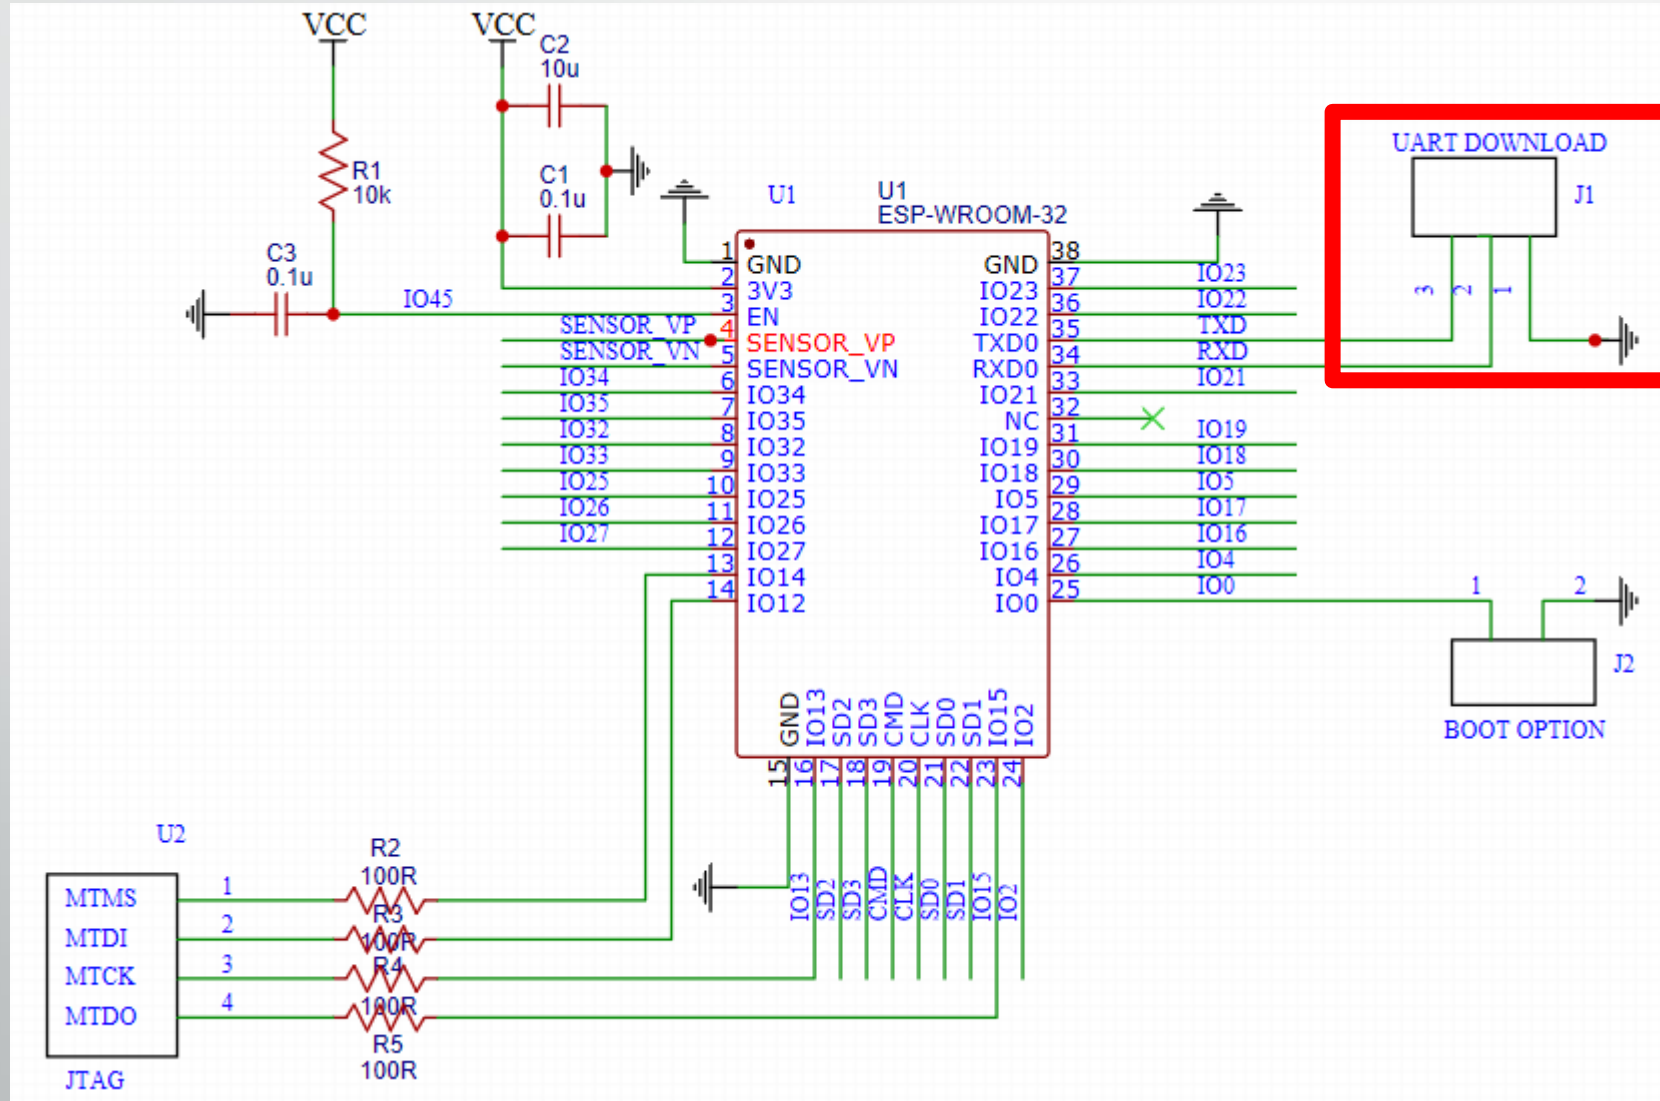 VCC
VCC
C2
10u
C1
0.1u
R1
10k
C3
0.1u
IO45
U1
U1
ESP-WROOM-32
UART DOWNLOAD
J1
3
2
1
1
GND
2
3V3
3
EN
SENSOR_VP
4
SENSOR_VP
SENSOR_VN
5
SENSOR_VN
IO34
6
IO34
IO35
7
IO35
IO32
8
IO32
IO33
9
IO33
IO25
10
IO25
IO26
11
IO26
IO27
12
IO27
13
IO14
14
IO12
GND
38
IO23
37
IO23
IO22
36
IO22
TXD0
35
TXD
RXD0
34
RXD
IO21
33
IO21
NC
32
IO19
31
IO19
IO18
30
IO18
IO5
29
IO5
IO17
28
IO17
IO16
27
IO16
IO4
26
IO4
IO0
25
IO0
1
2
J2
BOOT OPTION
GND
IO13
SD2
SD3
CMD
CLK
SD0
SD1
IO15
IO2
15
16
17
18
19
20
21
22
23
24
IO13
SD2
SD3
CMD
CLK
SD0
SD1
IO15
IO2
U2
MTMS
1
MTDI
2
MTCK
3
MTDO
4
JTAG
R2
100R
R3
100R
R4
100R
R5
100R